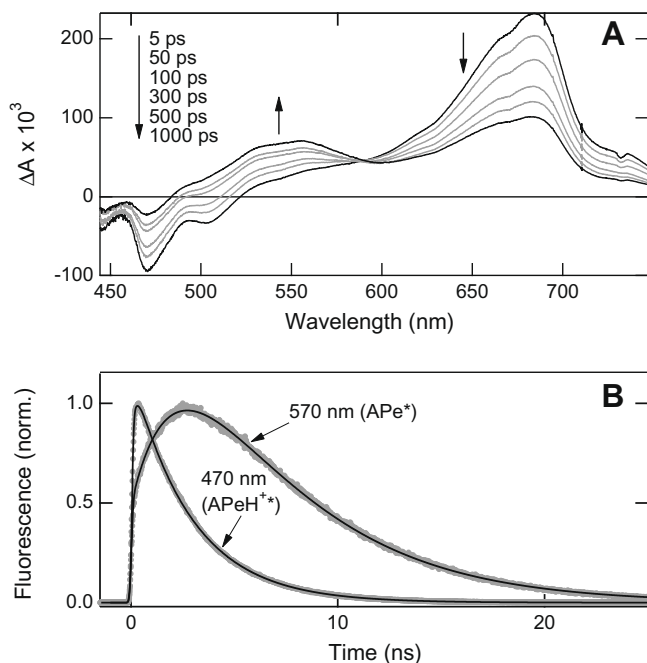 A
200
100
0
-100
ΔA x 10³
5 ps
50 ps
100 ps
300 ps
500 ps
1000 ps
450 500 550 600 650 700
Wavelength (nm)
B
1.0
0.5
0.0
Fluorescence (norm.)
570 nm (APe*)
470 nm
(APeH⁺*)
0 10 20
Time (ns)